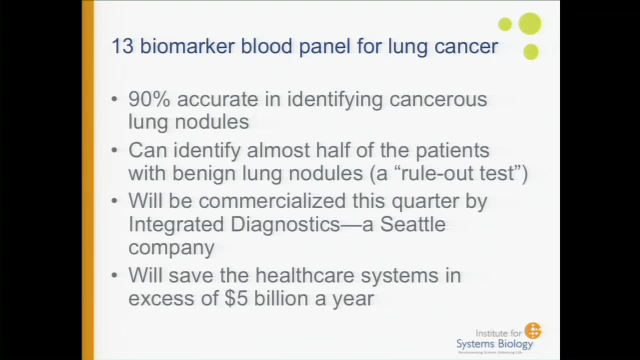 13 biomarker blood panel for lung cancer
• 90% accurate in identifying cancerous
lung nodules
• Can identify almost half of the patients
with benign lung nodules (a “rule-out test”)
• Will be commercialized this quarter by
Integrated Diagnostics—a Seattle
company
• Will save the healthcare systems in
excess of $5 billion a year
Institute for
Systems Biology